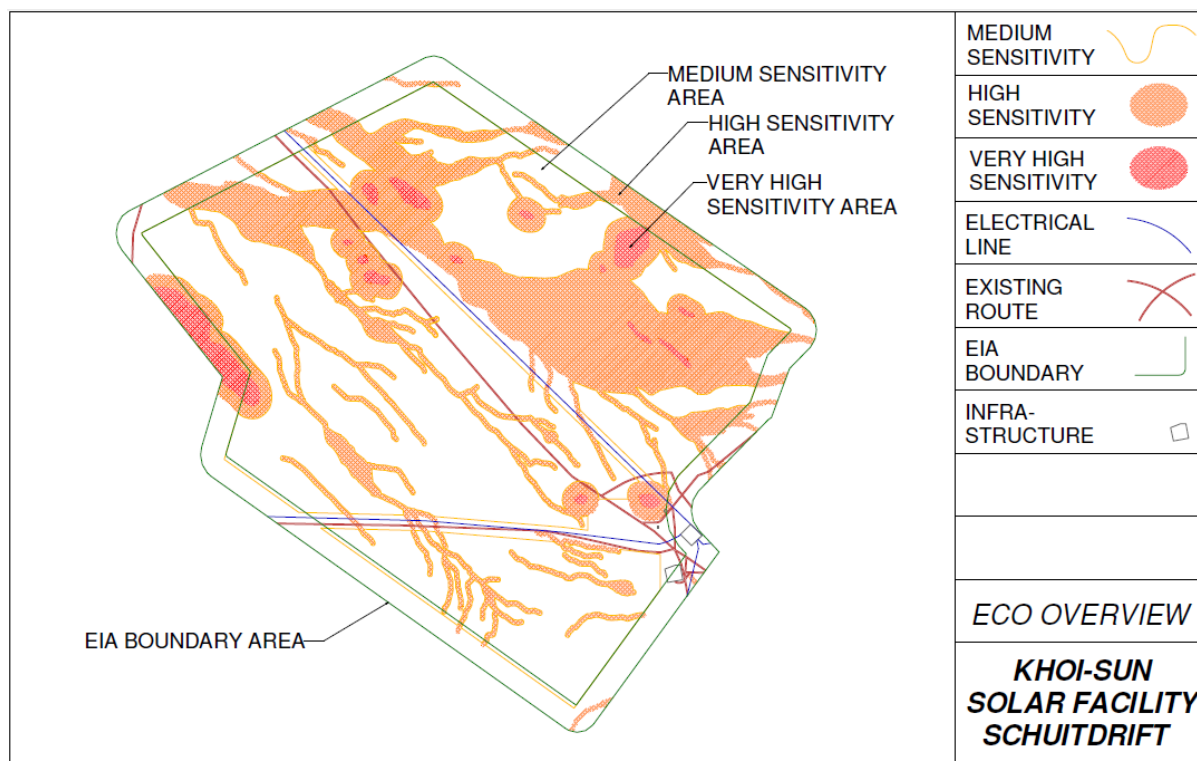 MEDIUM SENSITIVITY
AREA
HIGH SENSITIVITY
AREA
VERY HIGH
SENSITIVITY AREA
EIA BOUNDARY AREA
MEDIUM
SENSITIVITY
HIGH
SENSITIVITY
VERY HIGH
SENSITIVITY
ELECTRICAL
LINE
EXISTING
ROUTE
EIA
BOUNDARY
INFRA-
STRUCTURE
ECO OVERVIEW
KHOI-SUN
SOLAR FACILITY
SCHUITDRIFT